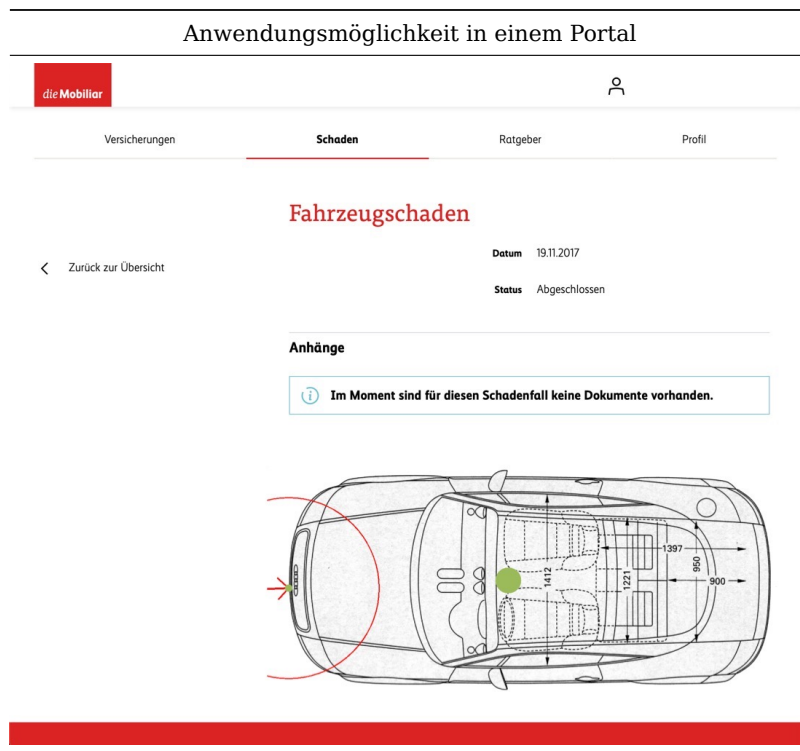 Anwendungsmöglichkeit in einem Portal
die Mobiliar
Versicherungen Schaden Ratgeber Profil
Fahrzeugschaden
Zurück zur Übersicht
Datum 19.11.2017
Status Abgeschlossen
Anhänge
Im Moment sind für diesen Schadenfall keine Dokumente vorhanden.
1412
1221
1397
950
900